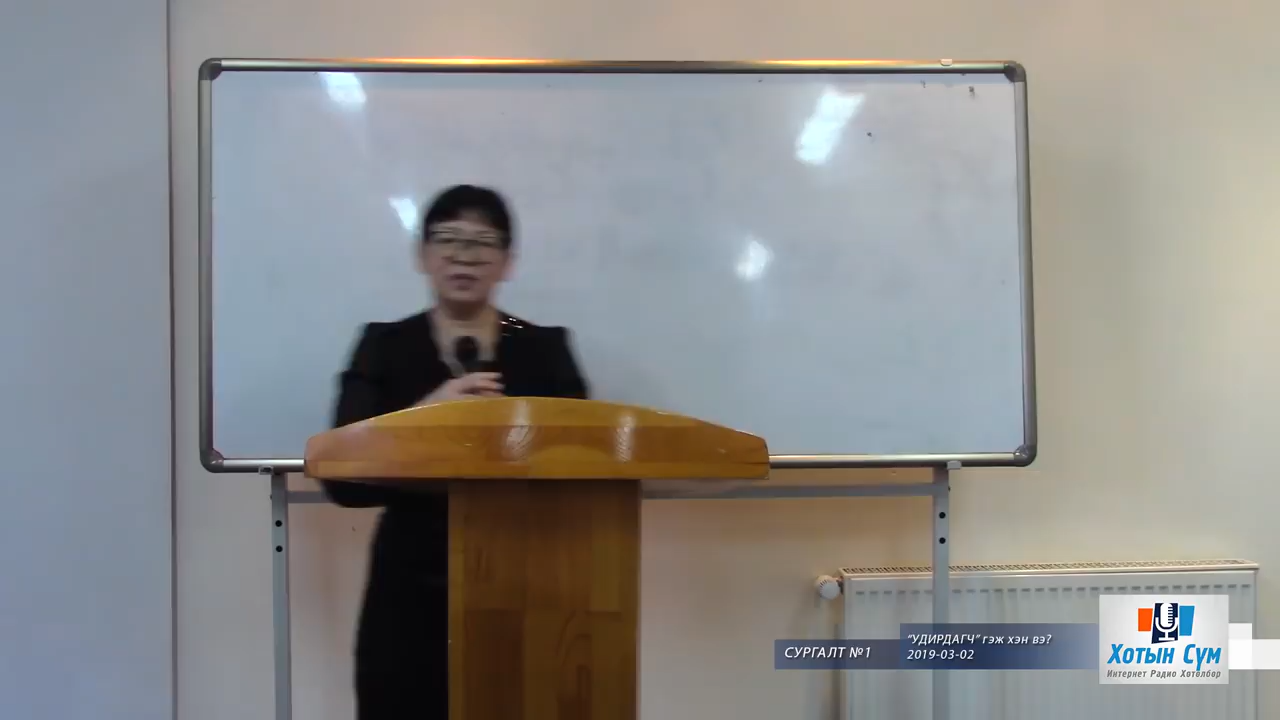 "УДИРДАГЧ" гэж хэн вэ?
СУРГАЛТ №1
2019-03-02
Хотын Сүм
Интернет Радио Хөтөлбөр